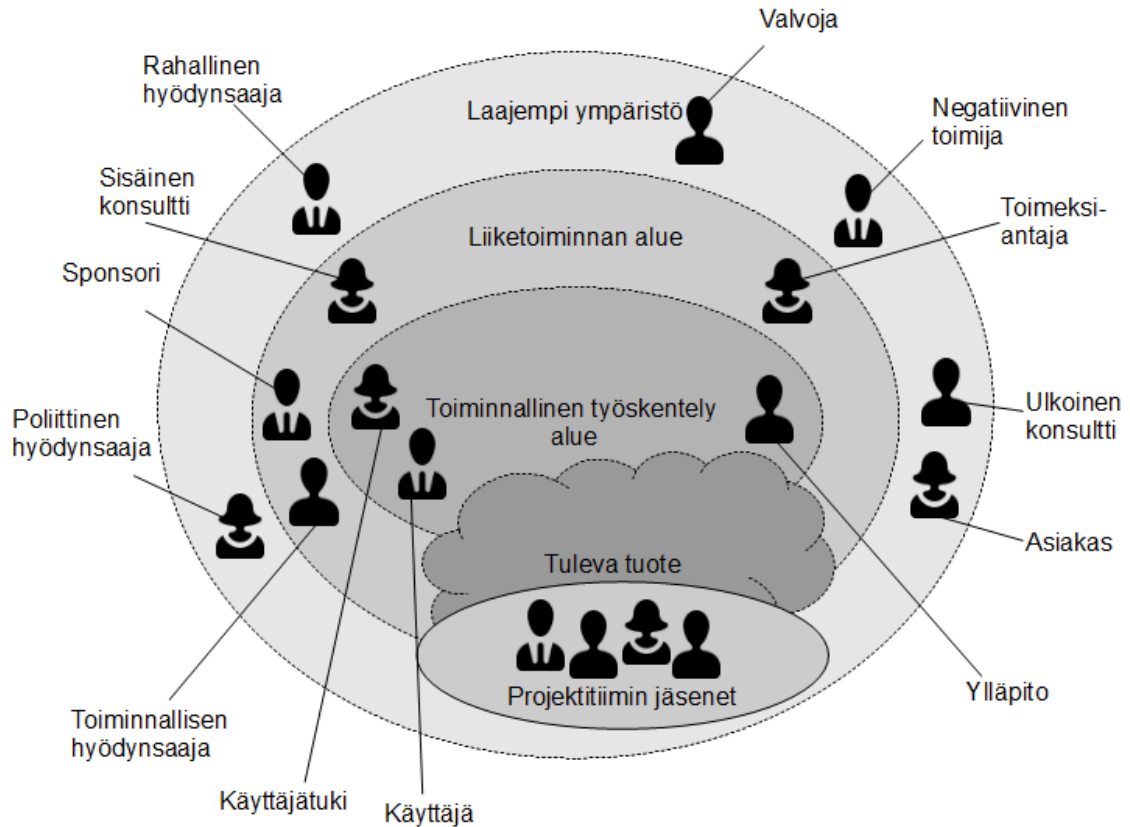 Valvoja
Rahallinen
hyödynsaaja
Laajempi ympäristö
Negatiivinen
toimija
Sisäinen
konsultti
Toimeksi-
antaja
Liiketoiminnan alue
Sponsori
Poliittinen
hyödynsaaja
Toiminnallinen työskentely
alue
Ulkoinen
konsultti
Asiakas
Tuleva tuote
Projektitiimin jäsenet
Ylläpito
Toiminnallisen
hyödynsaaja
Käyttäjätuki
Käyttäjä